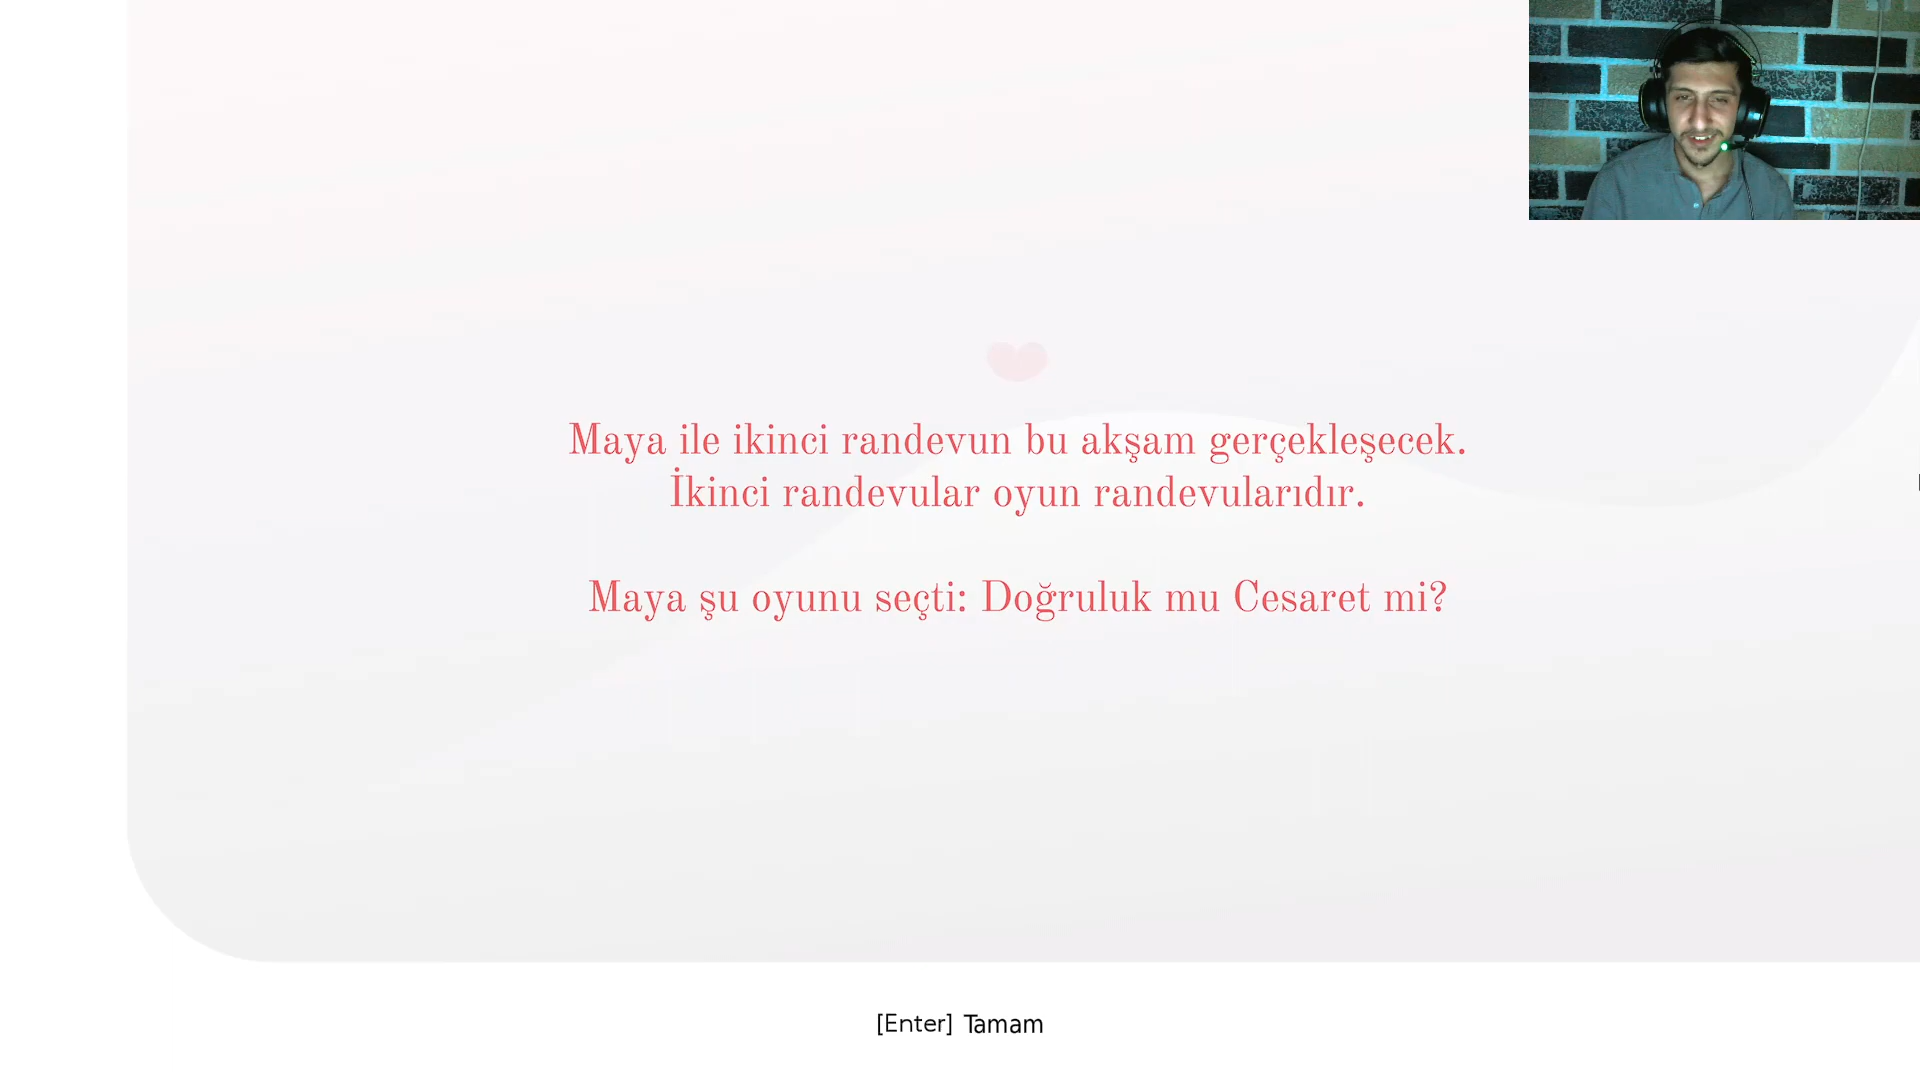 Maya ile ikinci randevun bu akşam gerçekleşecek.
İkinci randevular oyun randevularıdır.
Maya şu oyunu seçti: Doğruluk mu Cesaret mi?
[Enter] Tamam